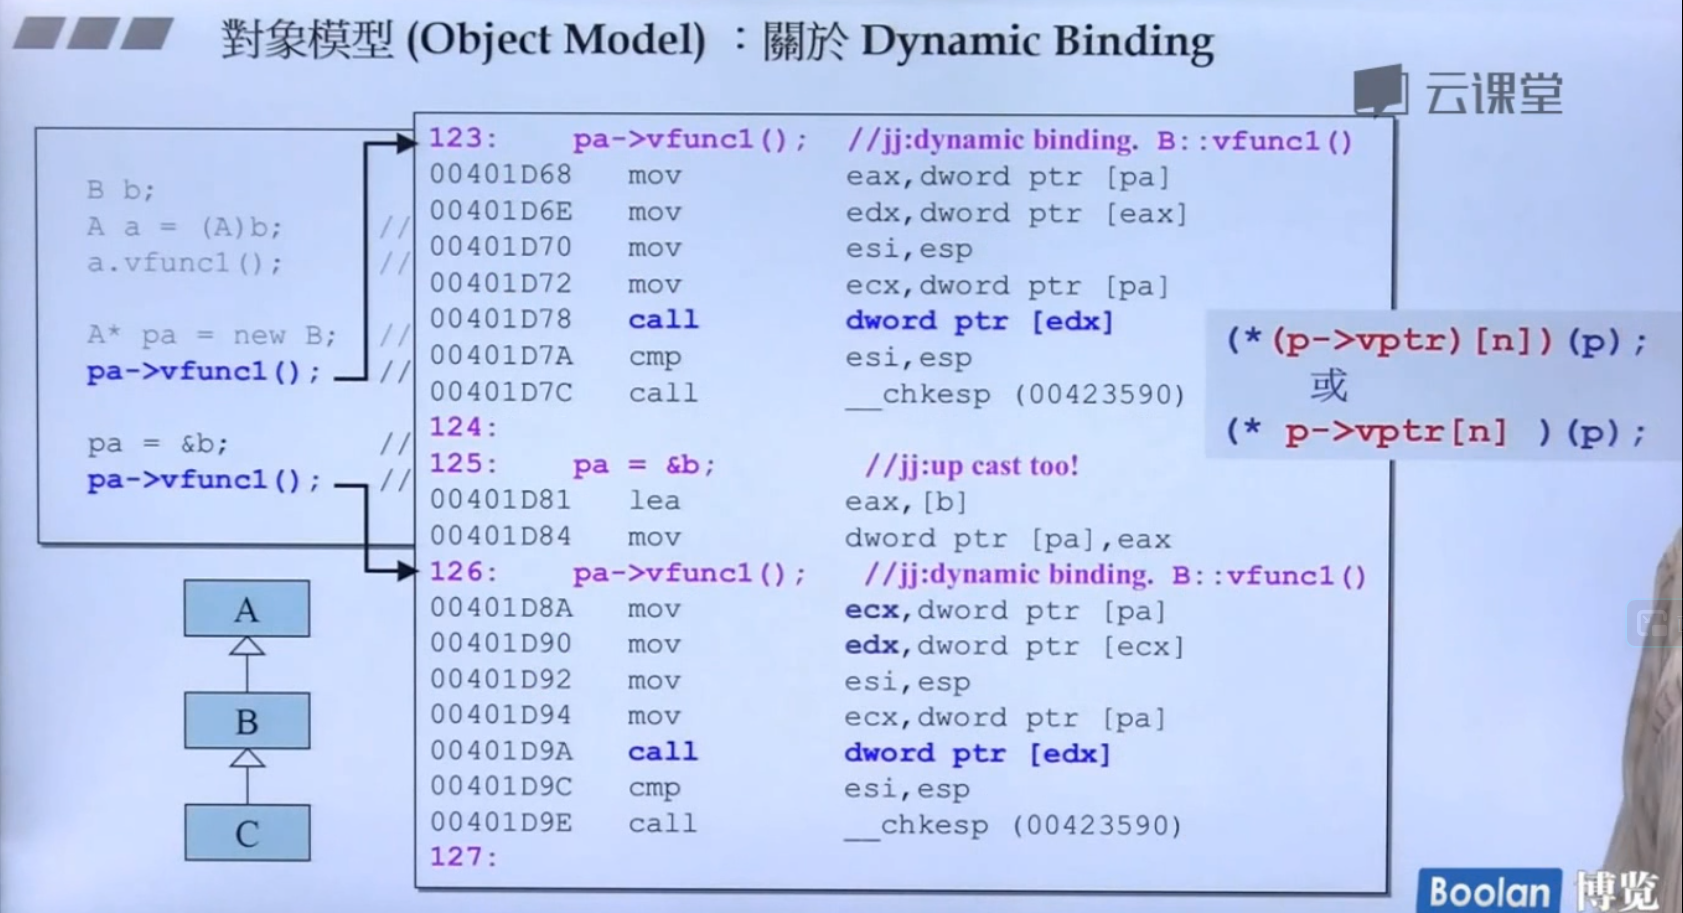 對象模型 (Object Model) ：關於 Dynamic Binding
云课堂
B b;
A a = (A)b; //
a.vfunc1(); //
A* pa = new B; //
pa->vfunc1(); //
pa = &b; //
pa->vfunc1(); //
123: pa->vfunc1(); //jj:dynamic binding. B::vfunc1()
00401D68 mov eax,dword ptr [pa]
00401D6E mov edx,dword ptr [eax]
00401D70 mov esi,esp
00401D72 mov ecx,dword ptr [pa]
00401D78 call dword ptr [edx]
00401D7A cmp esi,esp
00401D7C call __chkesp (00423590)
124:
125: pa = &b; //jj:up cast too!
00401D81 lea eax,[b]
00401D84 mov dword ptr [pa],eax
126: pa->vfunc1(); //jj:dynamic binding. B::vfunc1()
00401D8A mov ecx,dword ptr [pa]
00401D90 mov edx,dword ptr [ecx]
00401D92 mov esi,esp
00401D94 mov ecx,dword ptr [pa]
00401D9A call dword ptr [edx]
00401D9C cmp esi,esp
00401D9E call __chkesp (00423590)
127:
(*(p->vptr)[n])(p);
或
(* p->vptr[n] )(p);
A
B
C
Boolan 博览